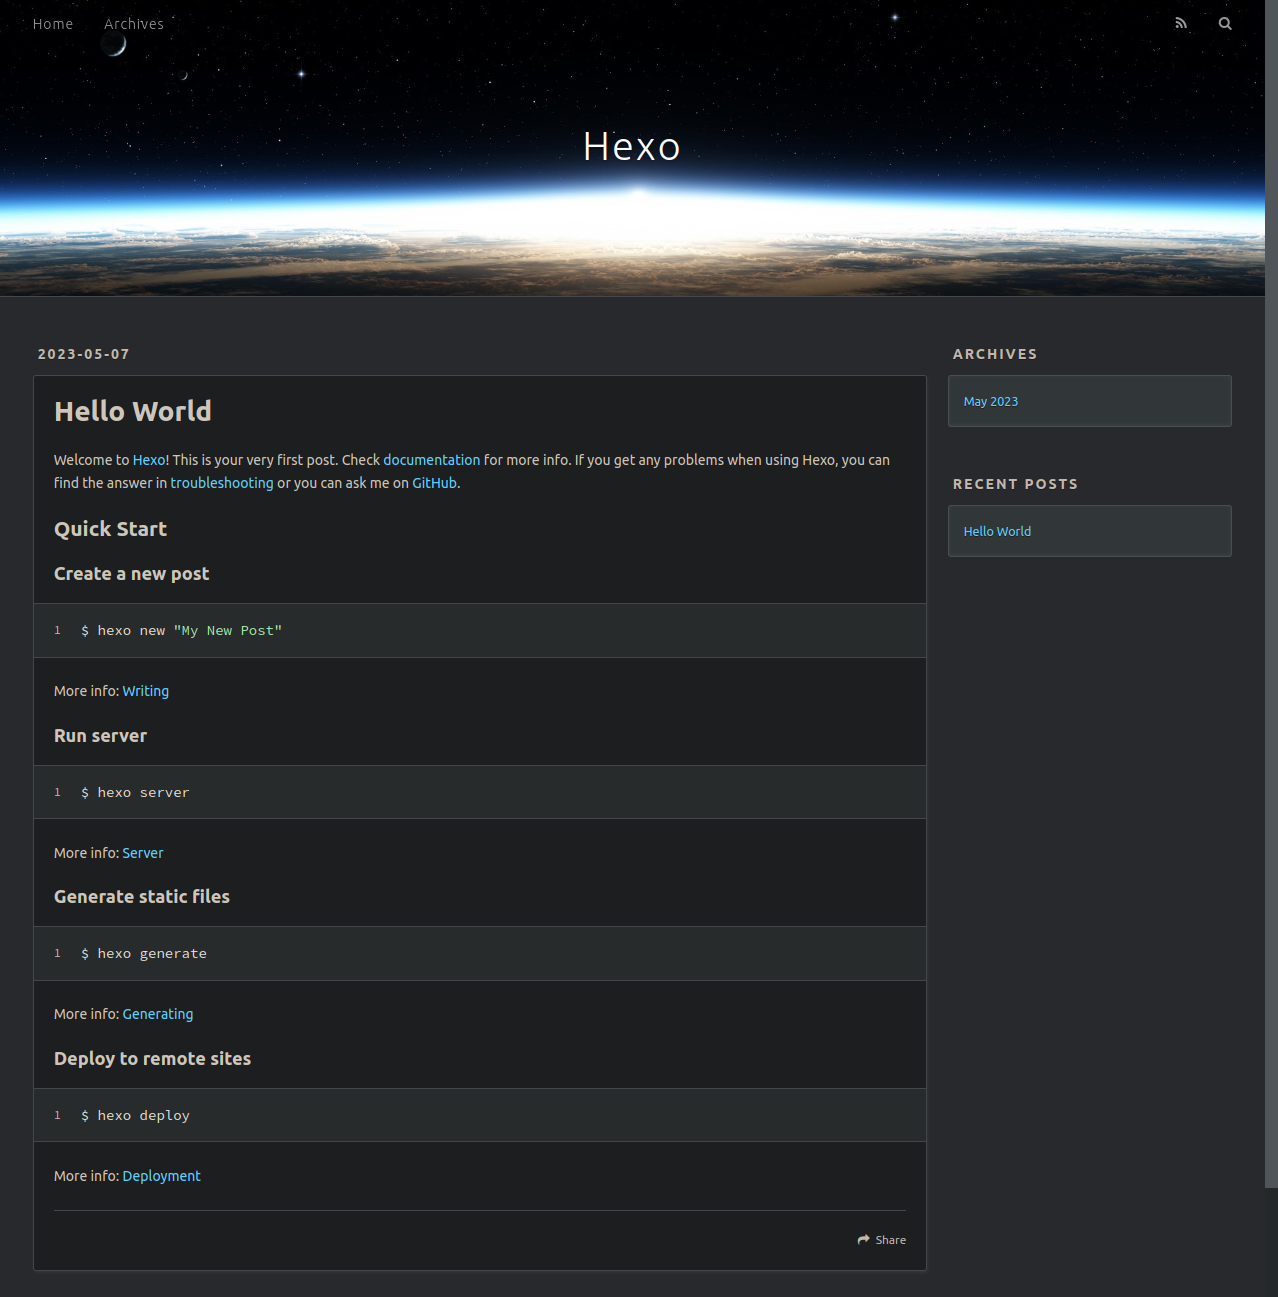 Home Archives
Hexo
2023-05-07
Hello World
Welcome to Hexo! This is your very first post. Check documentation for more info. If you get any problems when using Hexo, you can
find the answer in troubleshooting or you can ask me on GitHub.
Quick Start
Create a new post
1 $ hexo new "My New Post"
More info: Writing
Run server
1 $ hexo server
More info: Server
Generate static files
1 $ hexo generate
More info: Generating
Deploy to remote sites
1 $ hexo deploy
More info: Deployment
Share
ARCHIVES
May 2023
RECENT POSTS
Hello World